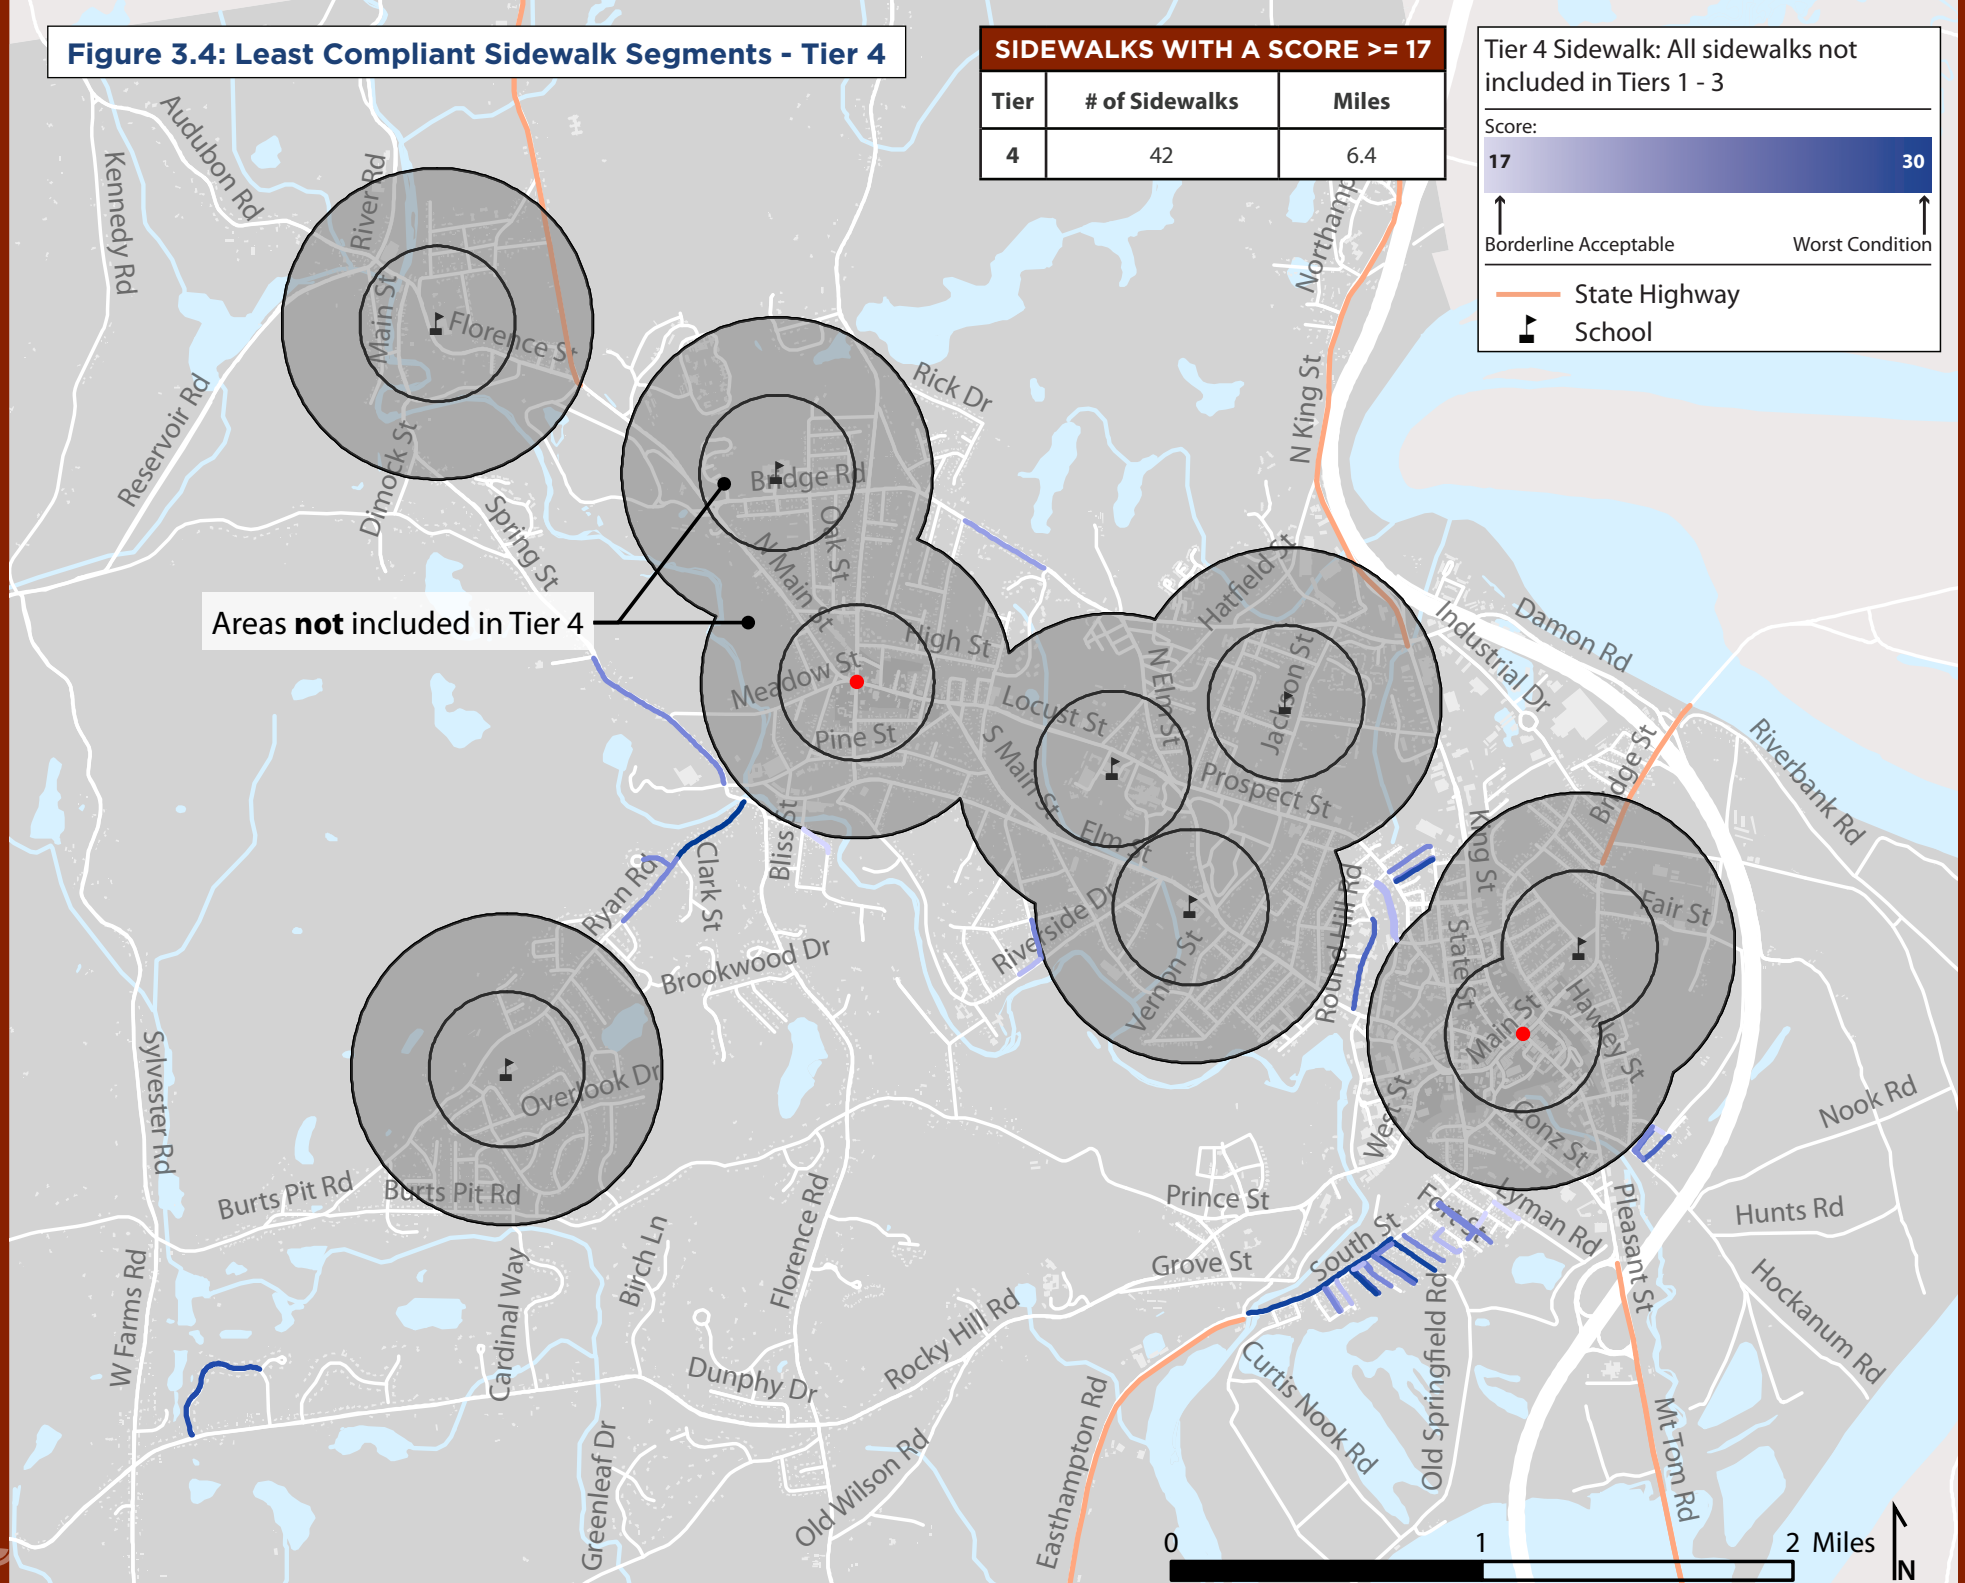 Figure 3.4: Least Compliant Sidewalk Segments - Tier 4
SIDEWALKS WITH A SCORE >= 17
Tier # of Sidewalks Miles
4 42 6.4
Tier 4 Sidewalk: All sidewalks not
included in Tiers 1 - 3
Score:
17 30
Borderline Acceptable Worst Condition
State Highway
School
Audubon Rd
Kennedy Rd
River Rd
Main St
Florence St
Reservoir Rd
Dimock St
Spring St
Rick Dr
Northamp
N King St
Bridge Rd
Oak St
N Main St
Areas not included in Tier 4
High St
Meadow St
Pine St
Locust St
S Main St
N Elm St
Hatfield St
Jackson St
Prospect St
Elm St
Industrial Dr
Damon Rd
Bridge St
Riverbank Rd
King St
Fair St
State St
Main St
Hawley St
Conz St
Round Hill Rd
Riverside Dr
Vernon St
Bliss St
Clark St
Ryan Rd
Brookwood Dr
Overlook Dr
Sylvester Rd
Burts Pit Rd
Burts Pit Rd
West St
Prince St
Grove St
South St
Fort St
Lyman Rd
Pleasant St
Nook Rd
Hunts Rd
Hockanum Rd
W Farms Rd
Cardinal Way
Birch Ln
Florence Rd
Dunphy Dr
Rocky Hill Rd
Greenleaf Dr
Old Wilson Rd
Easthampton Rd
Curtis Nook Rd
Old Springfield Rd
Mt Tom Rd
0 1 2 Miles
N